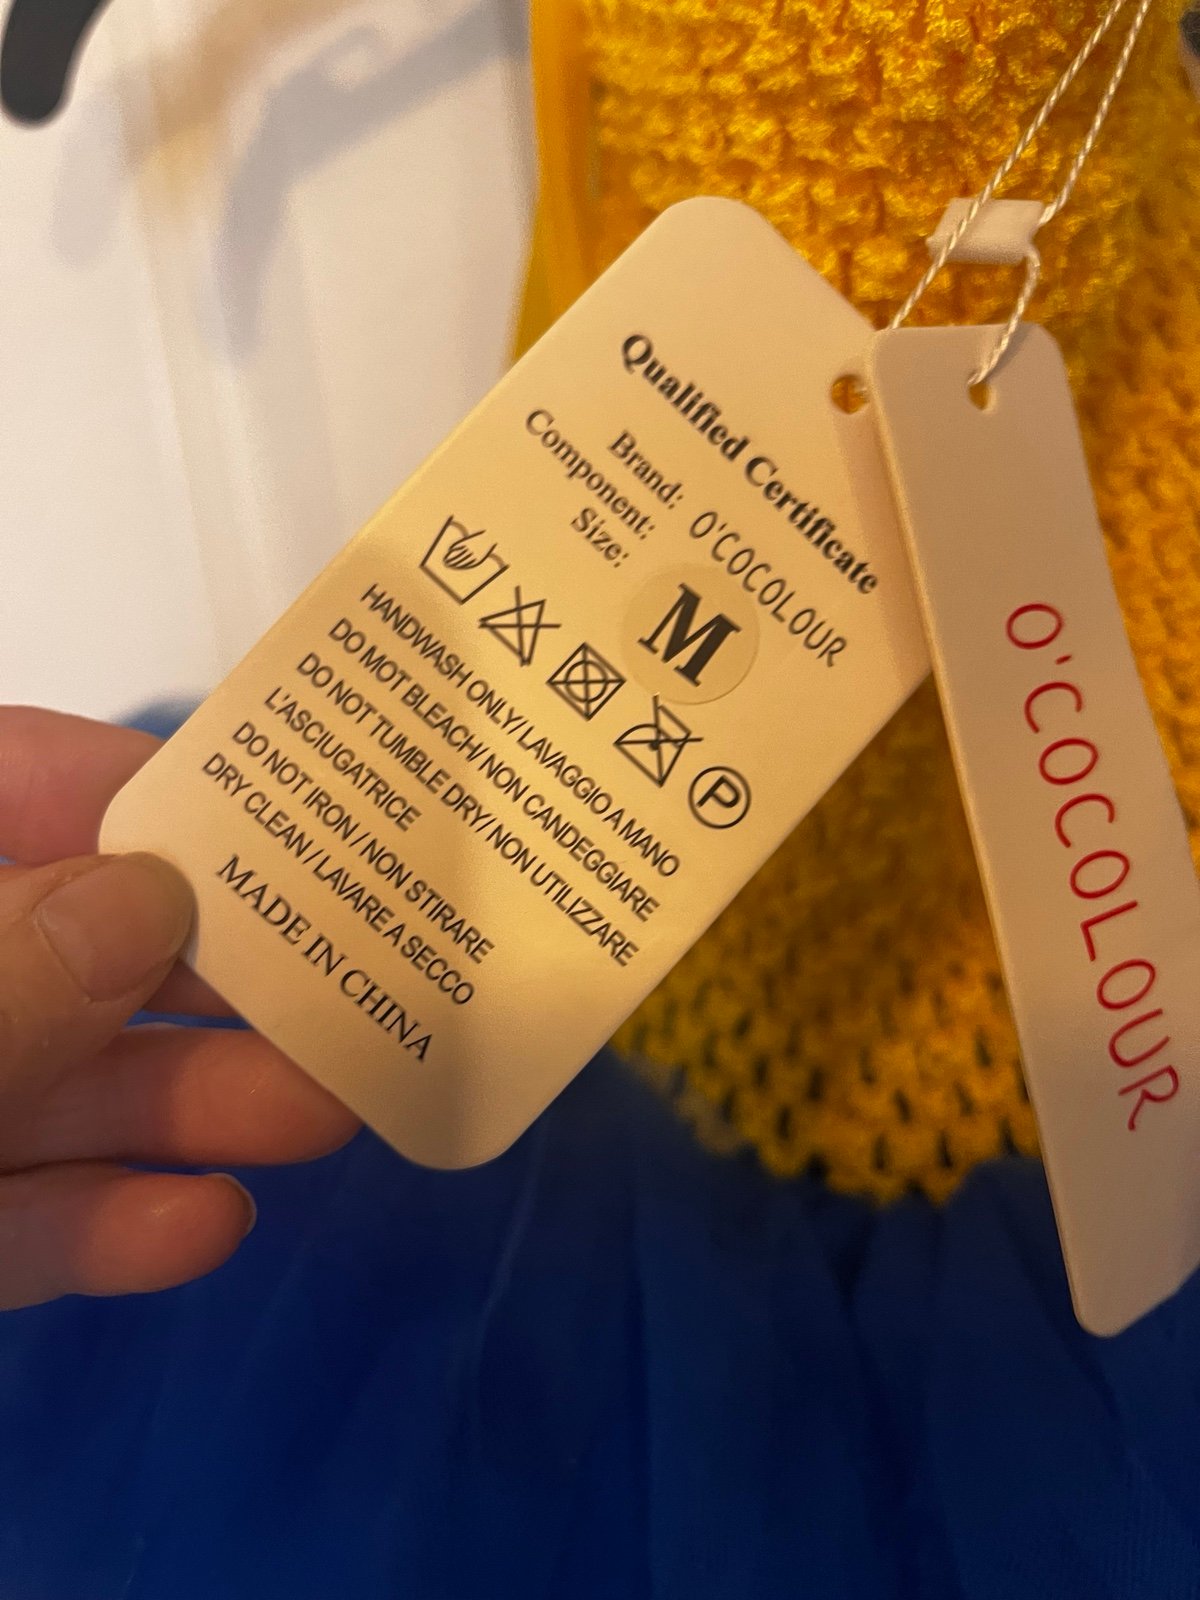 Qualified Certificate
Brand: O'COCOLOUR
Component:
Size: M
P
HANDWASH ONLY/ LAVAGGIO A MANO
DO MOT BLEACH/ NON CANDEGGIARE
DO NOT TUMBLE DRY/ NON UTILIZZARE
L'ASCIUGATRICE
DO NOT IRON / NON STIRARE
DRY CLEAN / LAVARE A SECCO
MADE IN CHINA
O'COCOLOUR